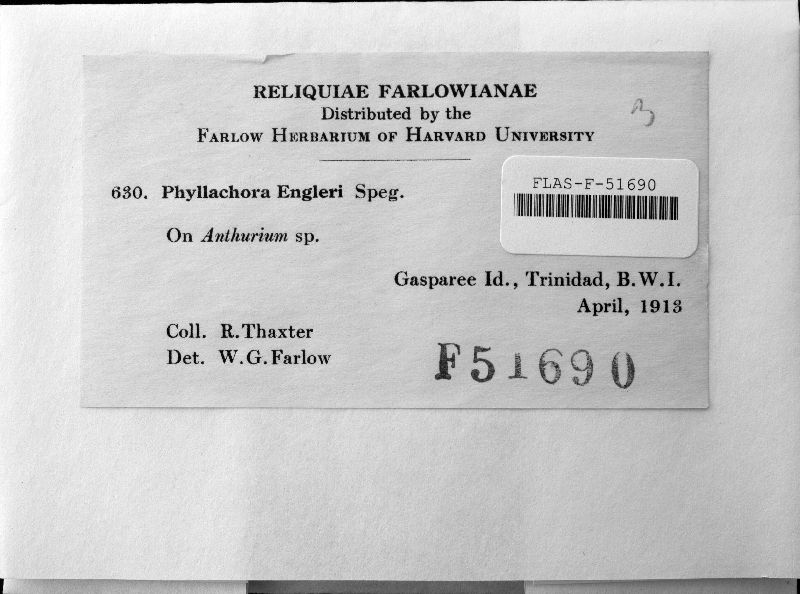 RELIQUIAE FARLOWIANAE
Distributed by the
FARLOW HERBARIUM OF HARVARD UNIVERSITY
FLAS-F-51690
630. Phyllachora Engleri Speg.
On Anthurium sp.
Gasparee Id., Trinidad, B.W.I.
April, 1913
Coll. R.Thaxter
Det. W.G.Farlow
F51690